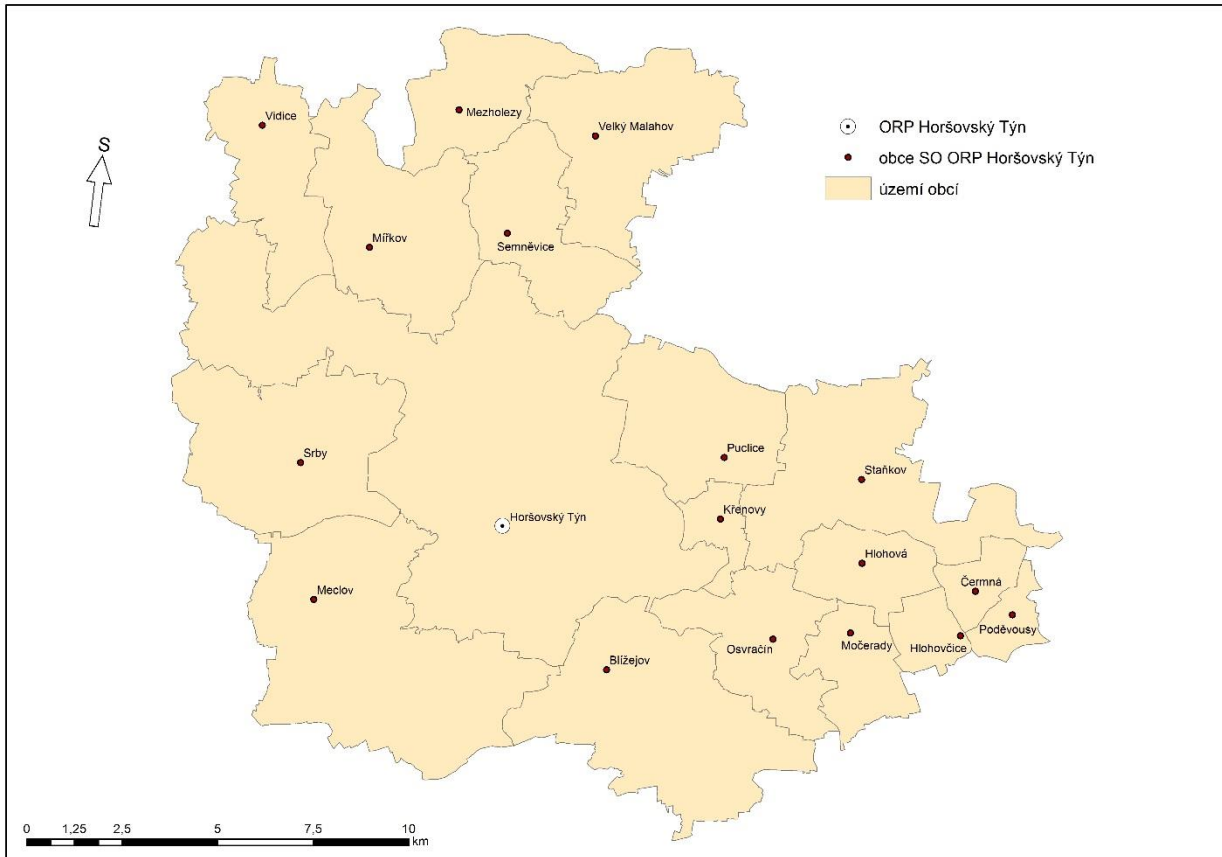 Vidice
Mezholezy
Velký Malahov
S
Mířkov
Semněvice
ORP Horšovský Týn
obce SO ORP Horšovský Týn
území obcí
Srby
Puclice
Staňkov
Křenovy
Horšovský Týn
Hlohová
Čermná
Meclov
Poděvousy
Osvračín
Močerady
Hlohovčice
Blížejov
0 1,25 2,5 5 7,5 10
km